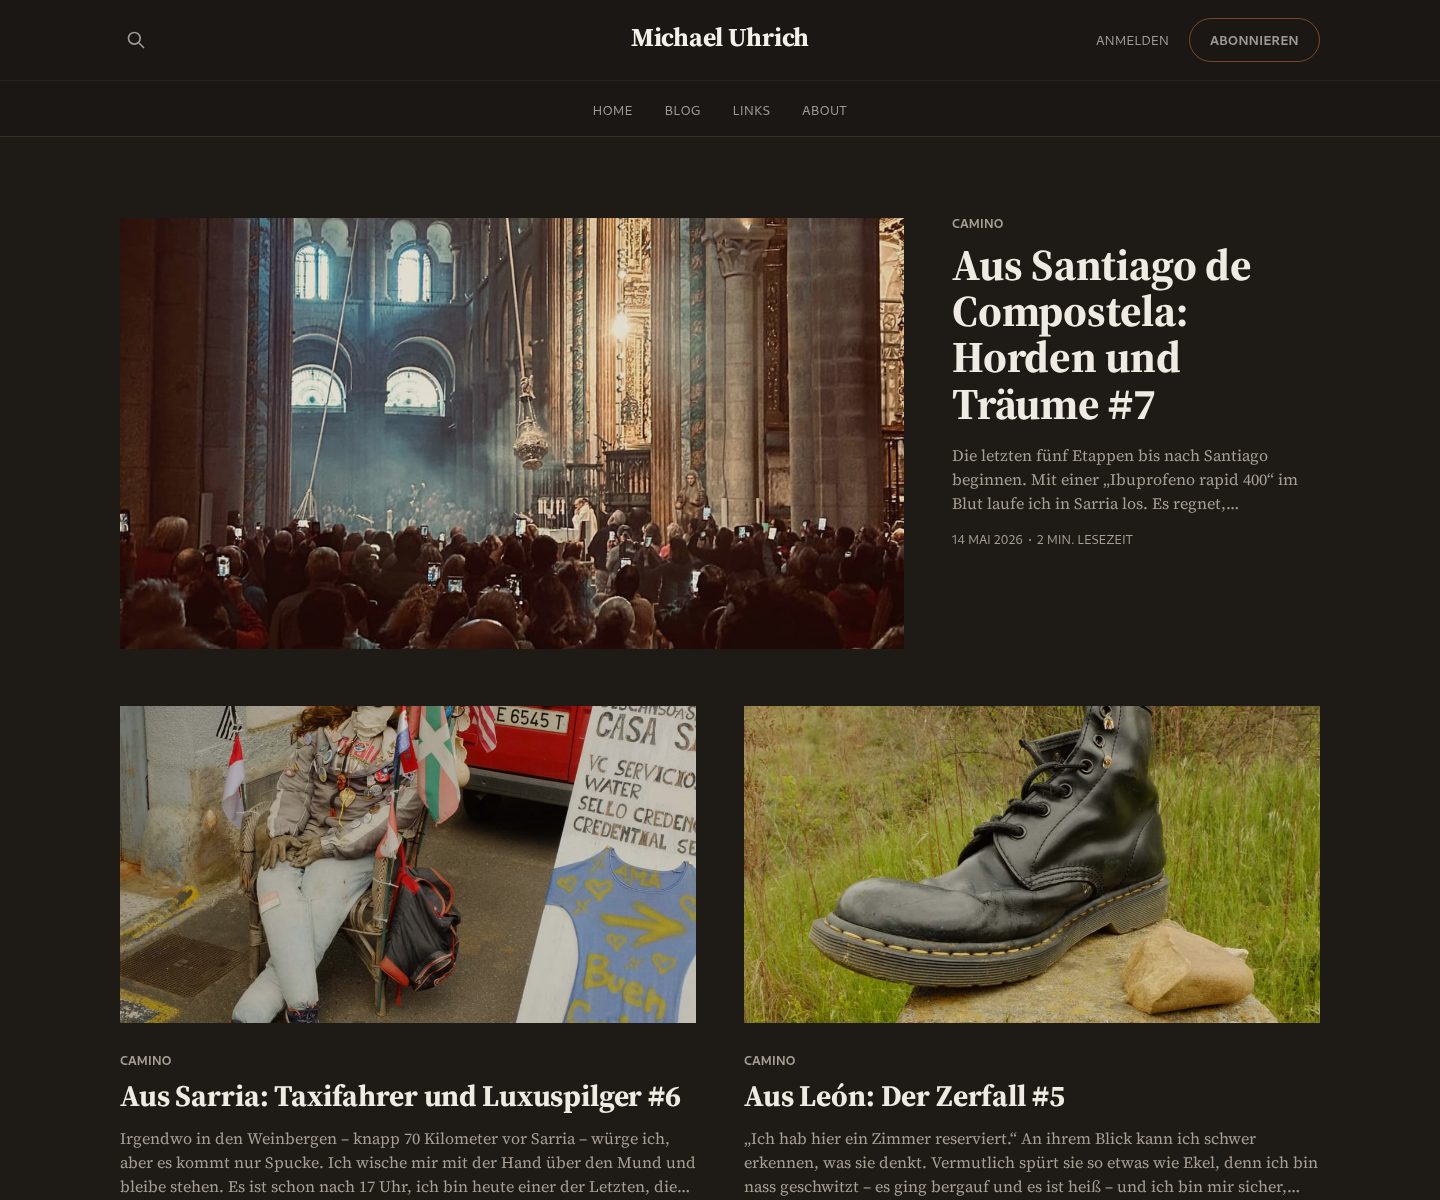 Michael Uhrich
ANMELDEN
ABONNIEREN
HOME BLOG LINKS ABOUT
CAMINO
Aus Santiago de
Compostela:
Horden und
Träume #7
Die letzten fünf Etappen bis nach Santiago
beginnen. Mit einer „Ibuprofeno rapid 400“ im
Blut laufe ich in Sarria los. Es regnet,...
14 MAI 2026 • 2 MIN. LESEZEIT
E 6545 T
CASA
VC SERVICIO
WATER
SELLO CREDEN
CREDENTIAL SE
AMA
Buen
CAMINO
Aus Sarria: Taxifahrer und Luxuspilger #6
Irgendwo in den Weinbergen – knapp 70 Kilometer vor Sarria – würge ich,
aber es kommt nur Spucke. Ich wische mir mit der Hand über den Mund und
bleibe stehen. Es ist schon nach 17 Uhr, ich bin heute einer der Letzten, die...
CAMINO
Aus León: Der Zerfall #5
„Ich hab hier ein Zimmer reserviert.“ An ihrem Blick kann ich schwer
erkennen, was sie denkt. Vermutlich spürt sie so etwas wie Ekel, denn ich bin
nass geschwitzt – es ging bergauf und es ist heiß – und ich bin mir sicher,...